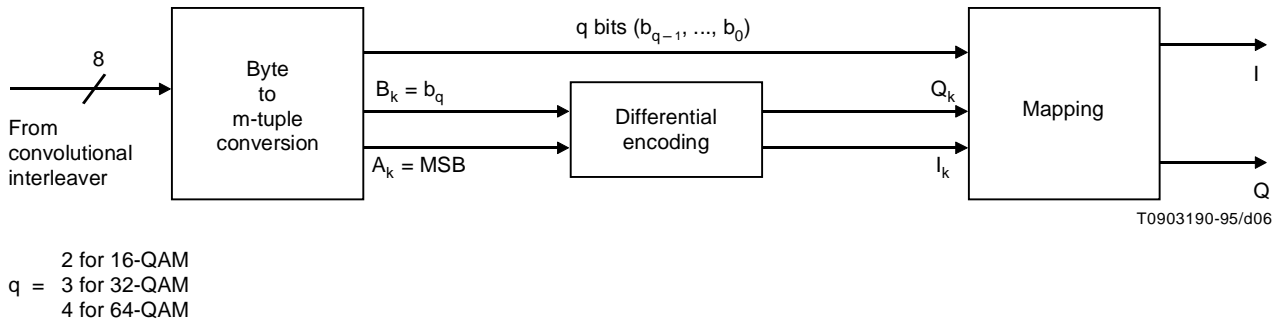 8
From
convolutional
interleaver
Byte
to
m-tuple
conversion
q bits (b_{q–1}, ..., b_0)
B_k = b_q
A_k = MSB
Differential
encoding
Q_k
I_k
Mapping
I
Q
T0903190-95/d06
2 for 16-QAM
q = 3 for 32-QAM
4 for 64-QAM